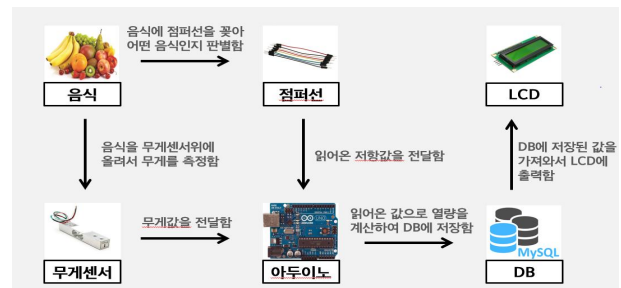 음식에 점퍼선을 꽂아
어떤 음식인지 판별함
음식
점퍼선
LCD
음식을 무게센서위에
올려서 무게를 측정함
읽어온 저항값을 전달함
DB에 저장된 값을
가져와서 LCD에
출력함
무게값을 전달함
읽어온 값으로 열량을
계산하여 DB에 저장함
MySQL
무게센서
아두이노
DB